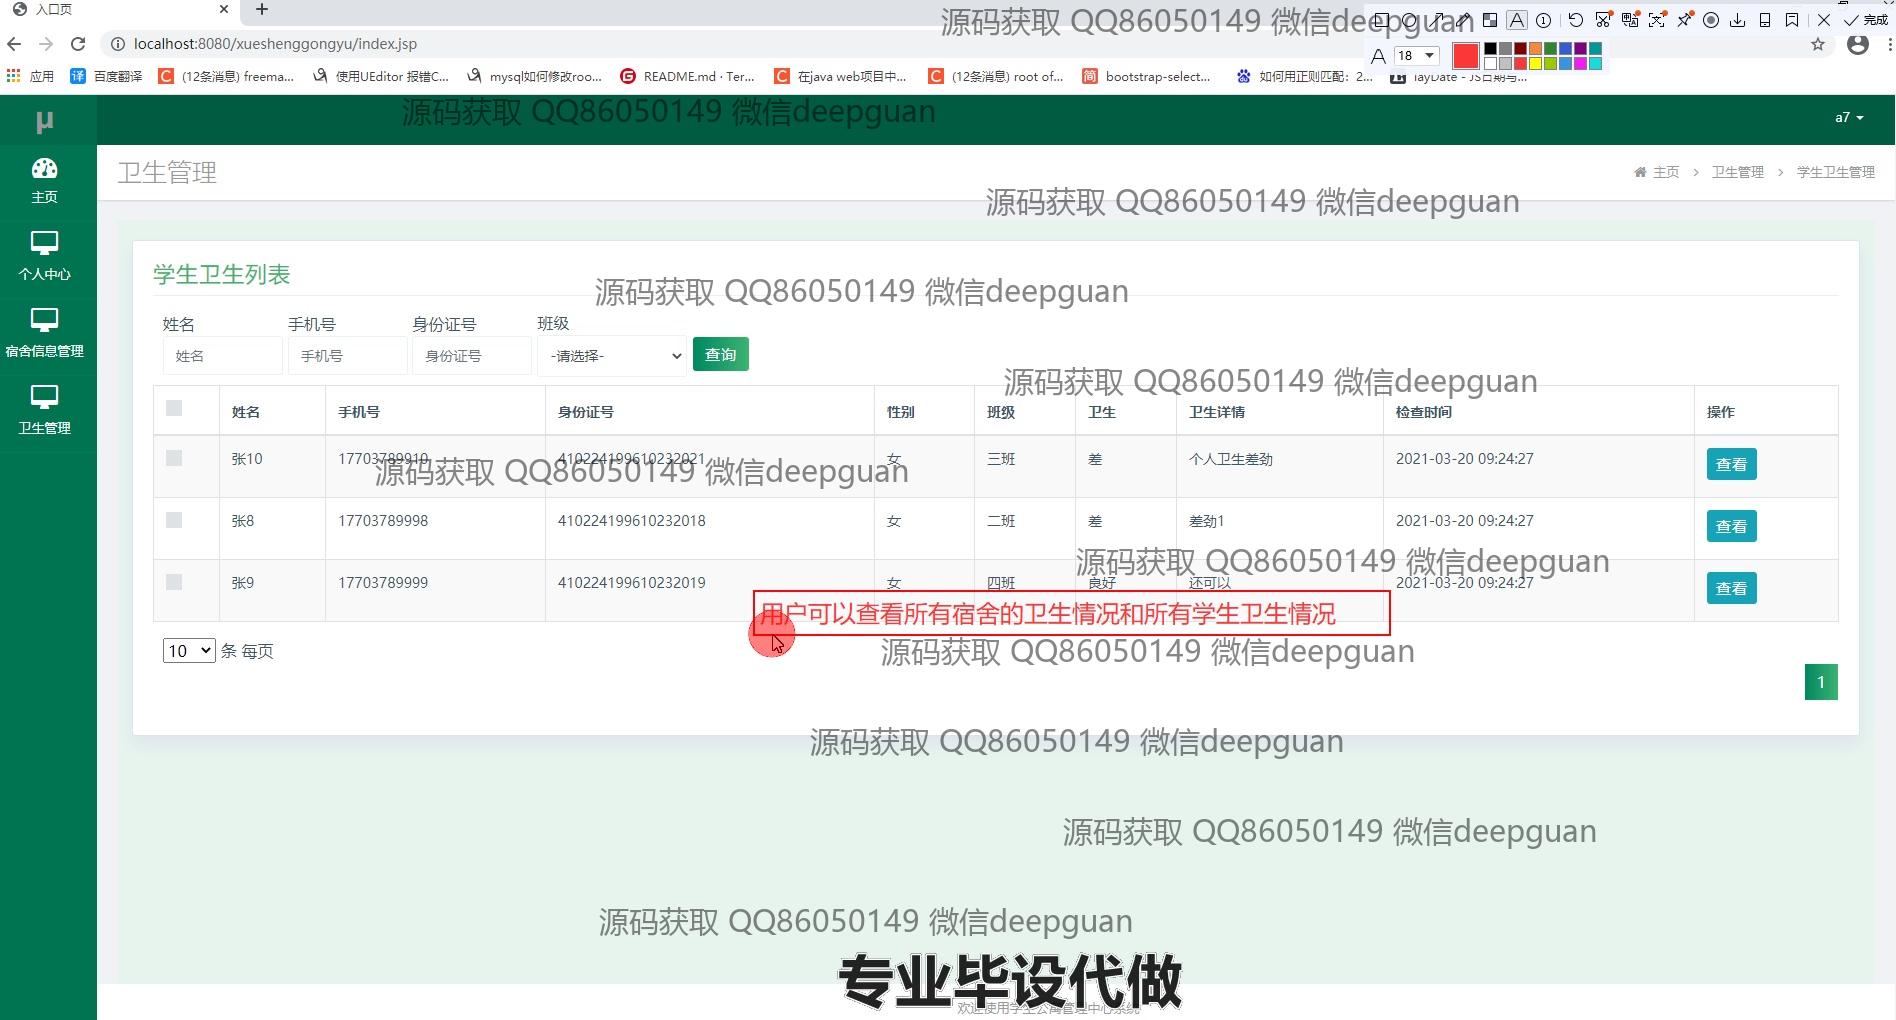 入口页
源码获取 QQ86050149 微信deepguan
完成
localhost:8080/xueshenggongyu/index.jsp
A 18
应用 百度翻译 (12条消息) freema... 使用UEditor 报错C... mysql如何修改roo... README.md · Ter... 在java web项目中... (12条消息) root of... bootstrap-select... 如何用正则匹配：2... layDate - JS日期与...
源码获取 QQ86050149 微信deepguan
µ
a7
主页
卫生管理
主页 > 卫生管理 > 学生卫生管理
源码获取 QQ86050149 微信deepguan
个人中心
学生卫生列表
源码获取 QQ86050149 微信deepguan
姓名 手机号 身份证号 班级
宿舍信息管理
姓名 手机号 身份证号 -请选择- 查询
源码获取 QQ86050149 微信deepguan
姓名 手机号 身份证号 性别 班级 卫生 卫生详情 检查时间 操作
卫生管理
张10 17703789910 410224199610232021 女 三班 差 个人卫生差劲 2021-03-20 09:24:27 查看
源码获取 QQ86050149 微信deepguan
张8 17703789998 410224199610232018 女 二班 差 差劲1 2021-03-20 09:24:27 查看
源码获取 QQ86050149 微信deepguan
张9 17703789999 410224199610232019 女 四班 良好 还可以 2021-03-20 09:24:27 查看
用户可以查看所有宿舍的卫生情况和所有学生卫生情况
10 条 每页
源码获取 QQ86050149 微信deepguan
1
源码获取 QQ86050149 微信deepguan
源码获取 QQ86050149 微信deepguan
源码获取 QQ86050149 微信deepguan
专业毕设代做
欢迎使用学生公寓管理中心系统